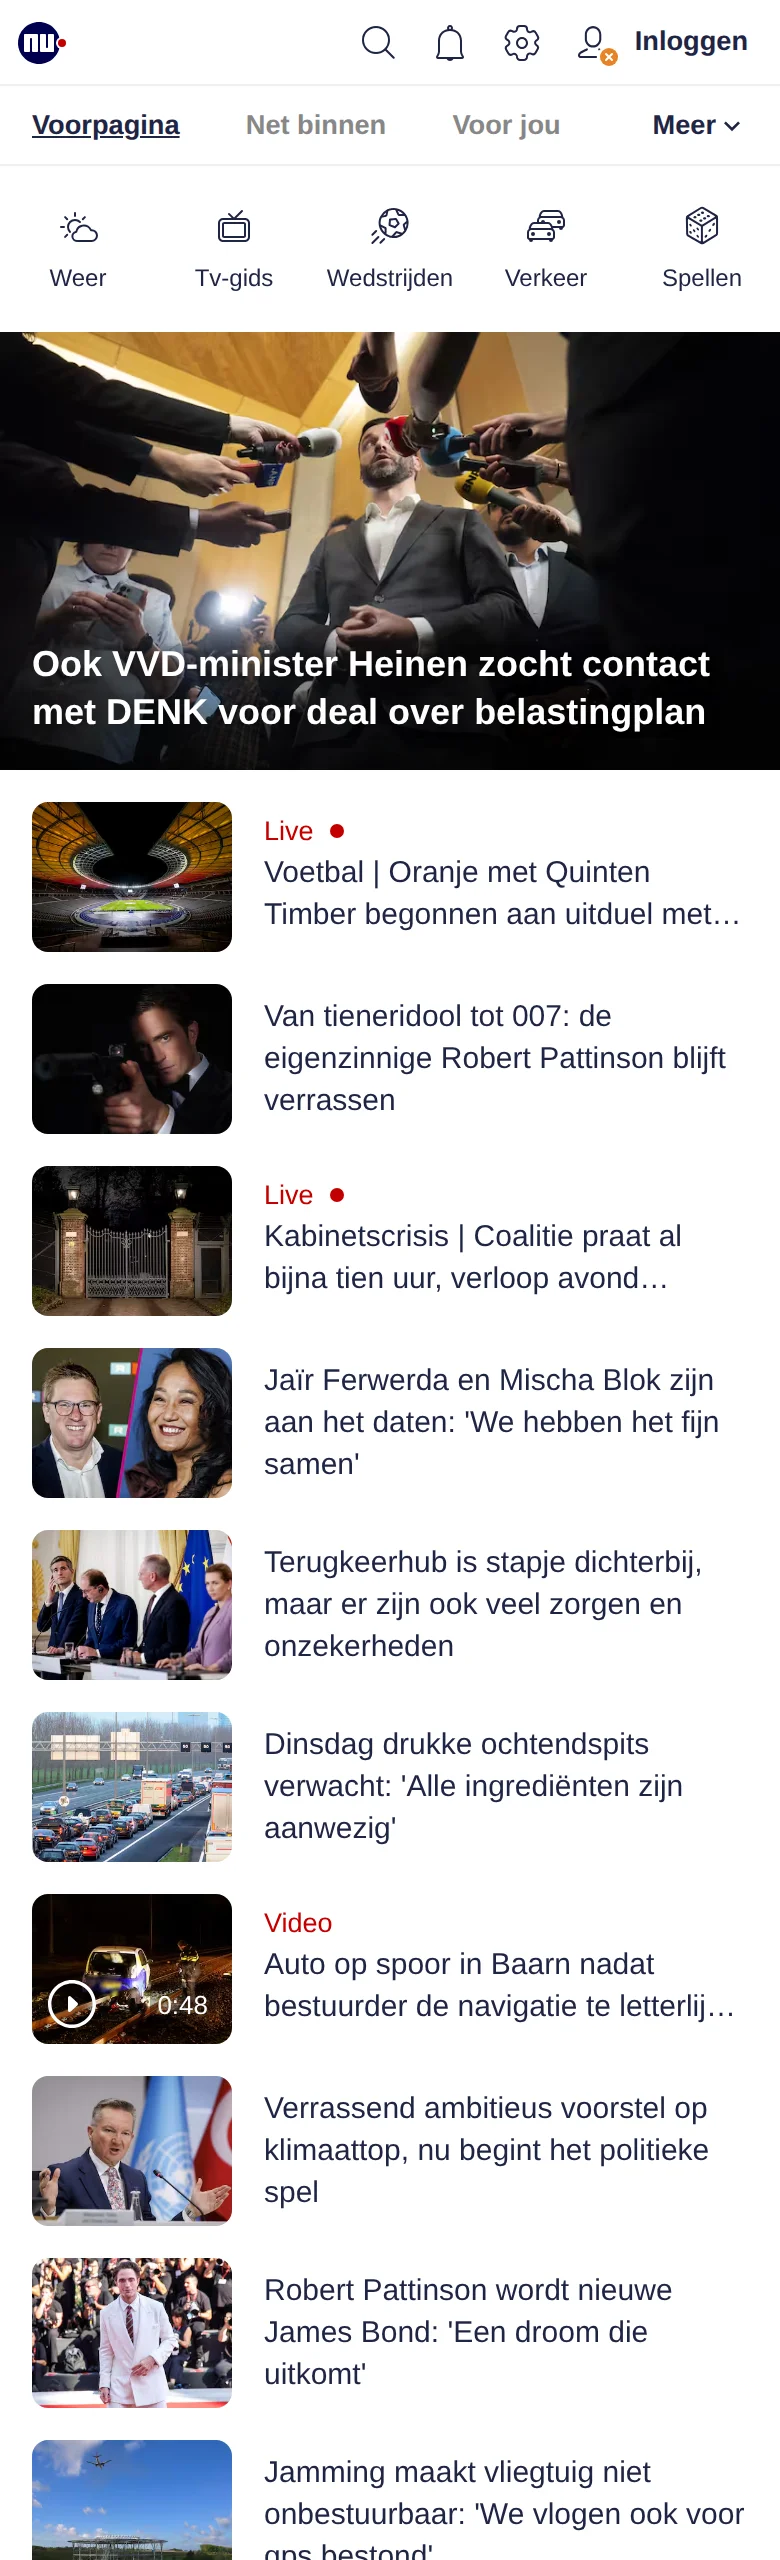 nu
Inloggen
Voorpagina
Net binnen
Voor jou
Meer
Weer
Tv-gids
Wedstrijden
Verkeer
Spellen
BNR
Ook VVD-minister Heinen zocht contact
met DENK voor deal over belastingplan
Live
Voetbal | Oranje met Quinten
Timber begonnen aan uitduel met…
Van tieneridool tot 007: de
eigenzinnige Robert Pattinson blijft
verrassen
Live
Kabinetscrisis | Coalitie praat al
bijna tien uur, verloop avond…
Jaïr Ferwerda en Mischa Blok zijn
aan het daten: 'We hebben het fijn
samen'
Terugkeerhub is stapje dichterbij,
maar er zijn ook veel zorgen en
onzekerheden
Dinsdag drukke ochtendspits
verwacht: 'Alle ingrediënten zijn
aanwezig'
Video
Auto op spoor in Baarn nadat
bestuurder de navigatie te letterlij…
0:48
Verrassend ambitieus voorstel op
klimaattop, nu begint het politieke
spel
Robert Pattinson wordt nieuwe
James Bond: 'Een droom die
uitkomt'
Jamming maakt vliegtuig niet
onbestuurbaar: 'We vlogen ook voor
gps bestond'